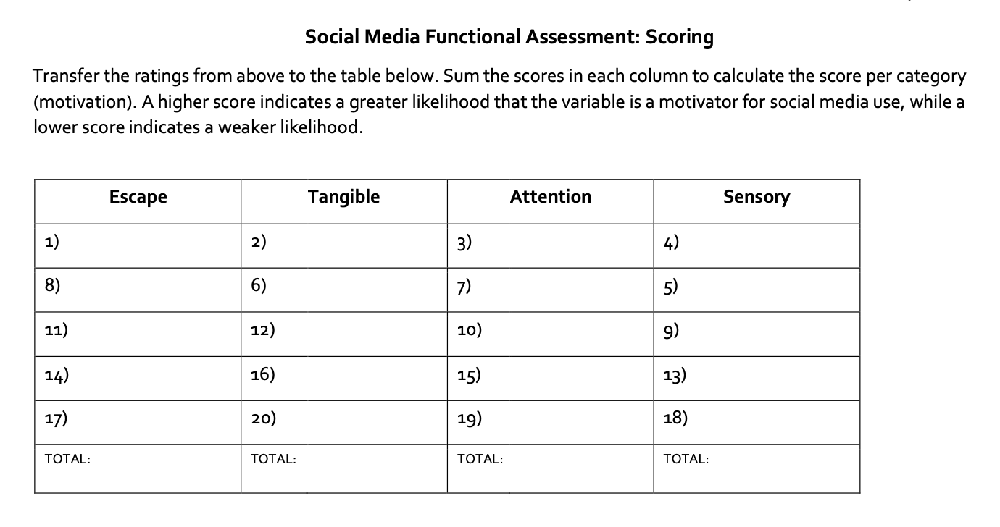 Social Media Functional Assessment: Scoring
Transfer the ratings from above to the table below. Sum the scores in each column to calculate the score per category
(motivation). A higher score indicates a greater likelihood that the variable is a motivator for social media use, while a
lower score indicates a weaker likelihood.
Escape Tangible Attention Sensory
1) 2) 3) 4)
8) 6) 7) 5)
11) 12) 10) 9)
14) 16) 15) 13)
17) 20) 19) 18)
TOTAL: TOTAL: TOTAL: TOTAL: